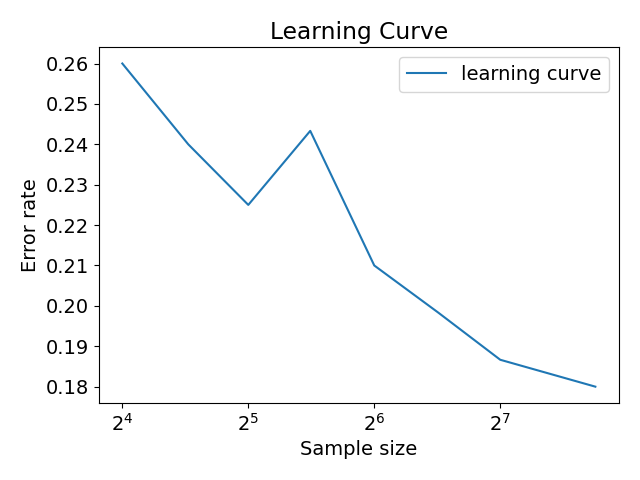 Learning Curve
learning curve
Error rate
0.26
0.25
0.24
0.23
0.22
0.21
0.20
0.19
0.18
2⁴ 2⁵ 2⁶ 2⁷
Sample size